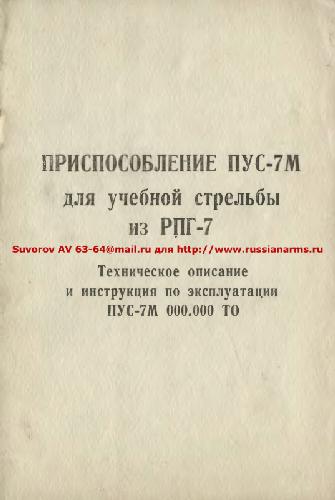 ПРИСПОСОБЛЕНИЕ ПУС-7М
для учебной стрельбы
из РПГ-7
Suvorov AV 63-64@mail.ru для http://www.russianarms.ru
Техническое описание
и инструкция по эксплуатации
ПУС-7М 000.000 ТО